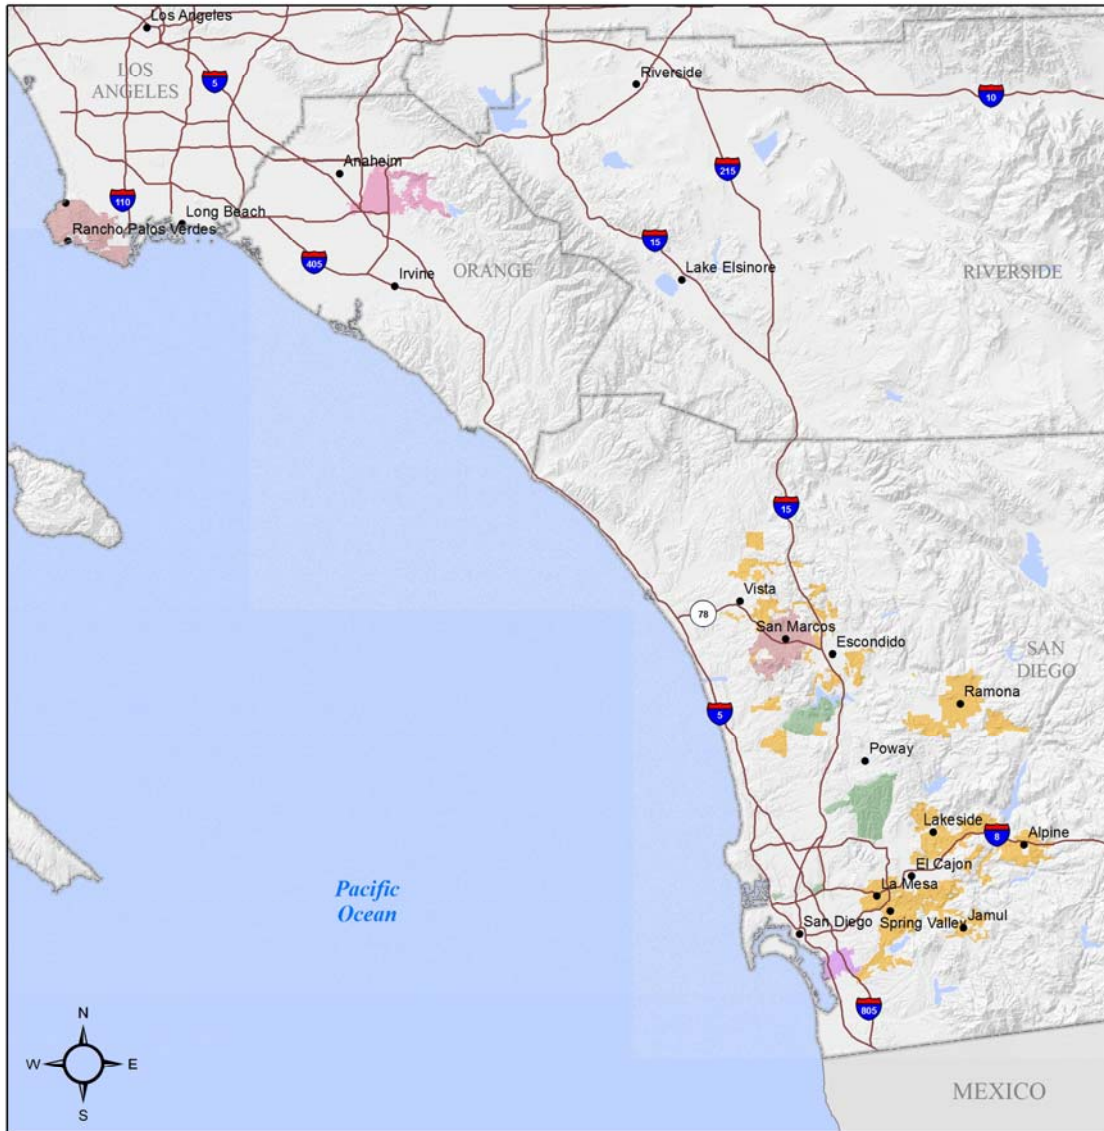 Los Angeles
LOS
ANGELES
5
Riverside
10
Anaheim
215
110
Long Beach
Rancho Palos Verdes
15
405
ORANGE
Irvine
Lake Elsinore
RIVERSIDE
15
Vista
78
San Marcos
Escondido
SAN
DIEGO
Ramona
5
Poway
Lakeside
8
Alpine
El Cajon
La Mesa
Pacific
Ocean
San Diego
Spring Valley
Jamul
805
N
W
E
S
MEXICO